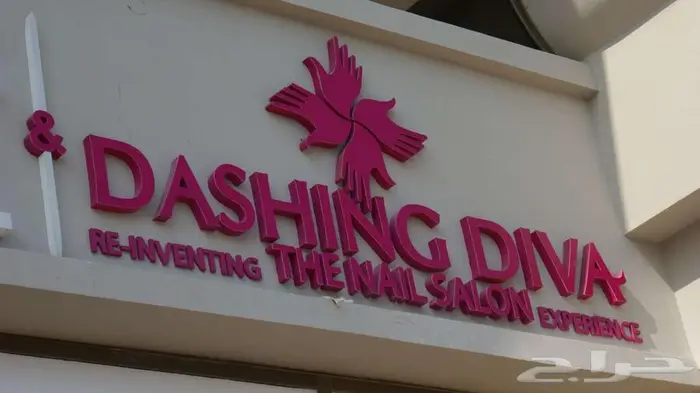 & DASHING DIVA
RE-INVENTING THE NAIL SALON EXPERIENCE
حراج